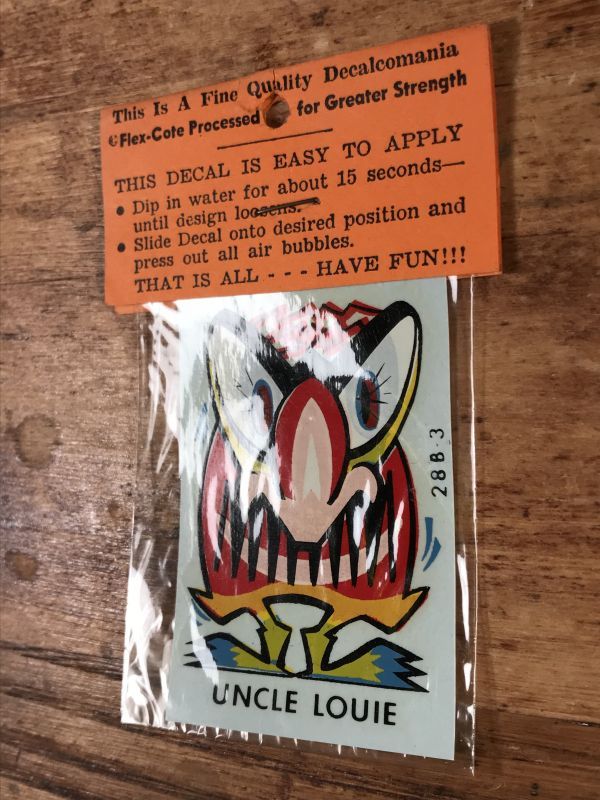 This Is A Fine Quality Decalcomania
©Flex-Cote Processed for Greater Strength
THIS DECAL IS EASY TO APPLY
• Dip in water for about 15 seconds—
until design loosens.
• Slide Decal onto desired position and
press out all air bubbles.
THAT IS ALL - - - HAVE FUN!!!
28B-3
UNCLE LOUIE